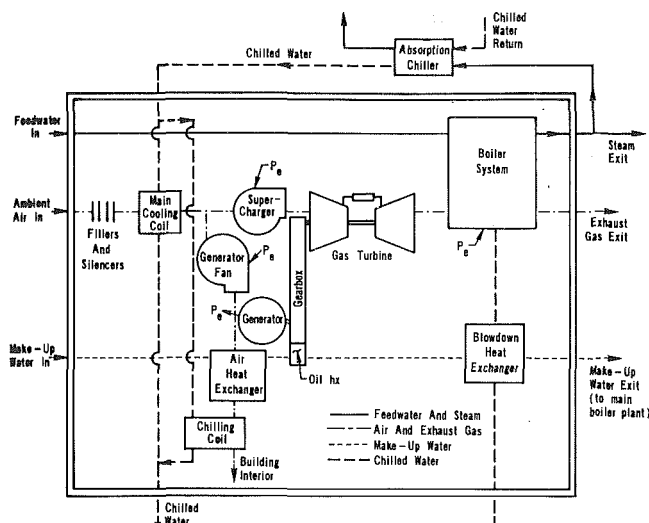 Chilled
Water
Return
Absorption
Chiller
Chilled Water
Feedwater
In
Steam
Exit
Boiler
System
Pe
Ambient
Air In
Main
Cooling
Coil
Super-
Charger
Pe
Gas Turbine
Exhaust
Gas Exit
Fillers
And
Silencers
Generator
Fan
Pe
Pe
Generator
Gearbox
Make-Up
Water In
Air
Heat
Exchanger
Oil hx
Blowdown
Heat
Exchanger
Make-Up
Water Exit
(to main
boiler plant)
Chilling
Coil
Building
Interior
Feedwater And Steam
Air And Exhaust Gas
Make-Up Water
Chilled Water
Chilled
Water